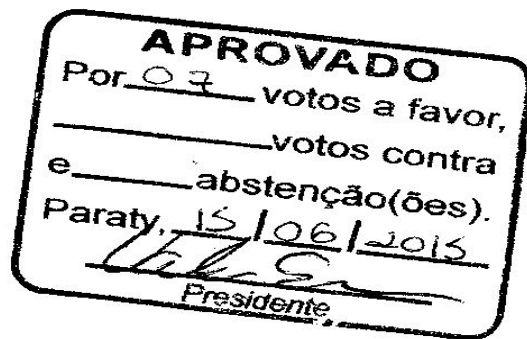 APROVADO
Por 07 votos a favor,
votos contra
e abstenção(ões).
Paraty, 15/06/2015
Presidente